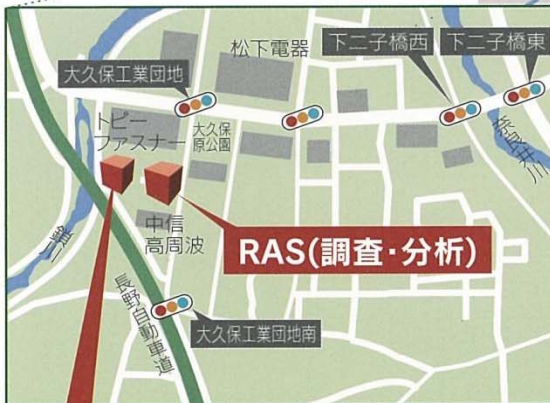 松下電器
下二子橋西
下二子橋東
大久保工業団地
トピー
ファスナー
大久保
原公園
奈良井川
中信
高周波
RAS(調査・分析)
長野自動車道
大久保工業団地南